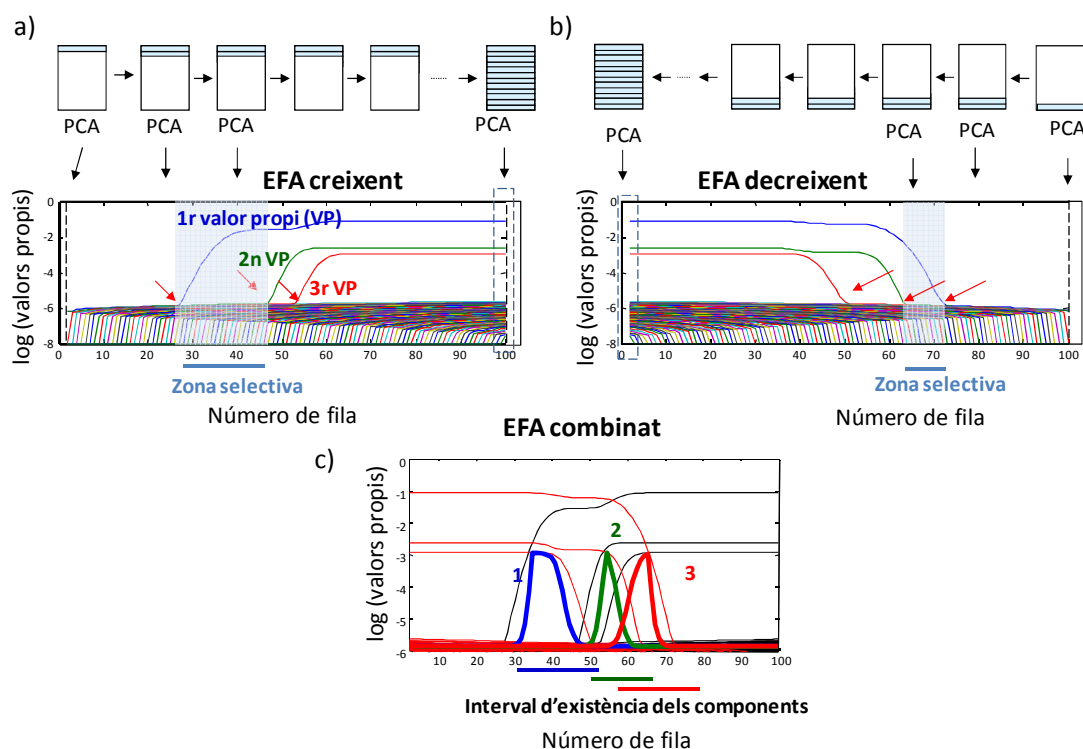 a)
b)
PCA
PCA
PCA
PCA
PCA
PCA
PCA
PCA
EFA creixent
EFA decreixent
log (valors propis)
0
-2
-4
-6
-8
1r valor propi (VP)
2n VP
3r VP
0 10 20 30 40 50 60 70 80 90 100
Zona selectiva
Número de fila
log (valors propis)
0
-2
-4
-6
-8
0 10 20 30 40 50 60 70 80 90 100
Zona selectiva
Número de fila
EFA combinat
c)
log (valors propis)
0
-1
-2
-3
-4
-5
-6
1
2
3
10 20 30 40 50 60 70 80 90 100
Interval d'existència dels components
Número de fila